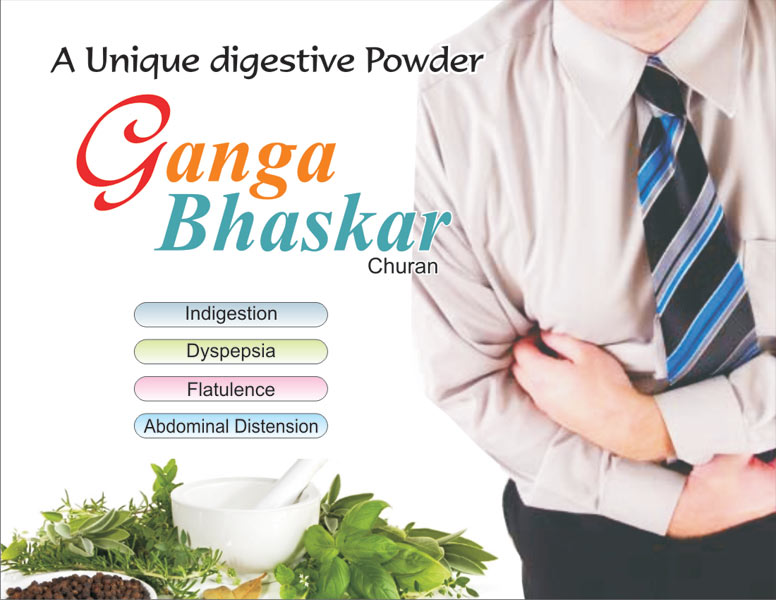 A Unique digestive Powder
Ganga
Bhaskar
Churan
Indigestion
Dyspepsia
Flatulence
Abdominal Distension